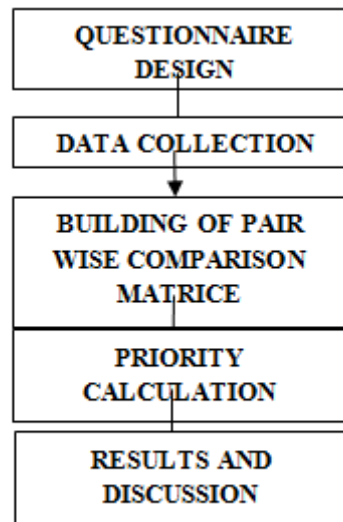 QUESTIONNAIRE
DESIGN
DATA COLLECTION
BUILDING OF PAIR
WISE COMPARISON
MATRICE
PRIORITY
CALCULATION
RESULTS AND
DISCUSSION